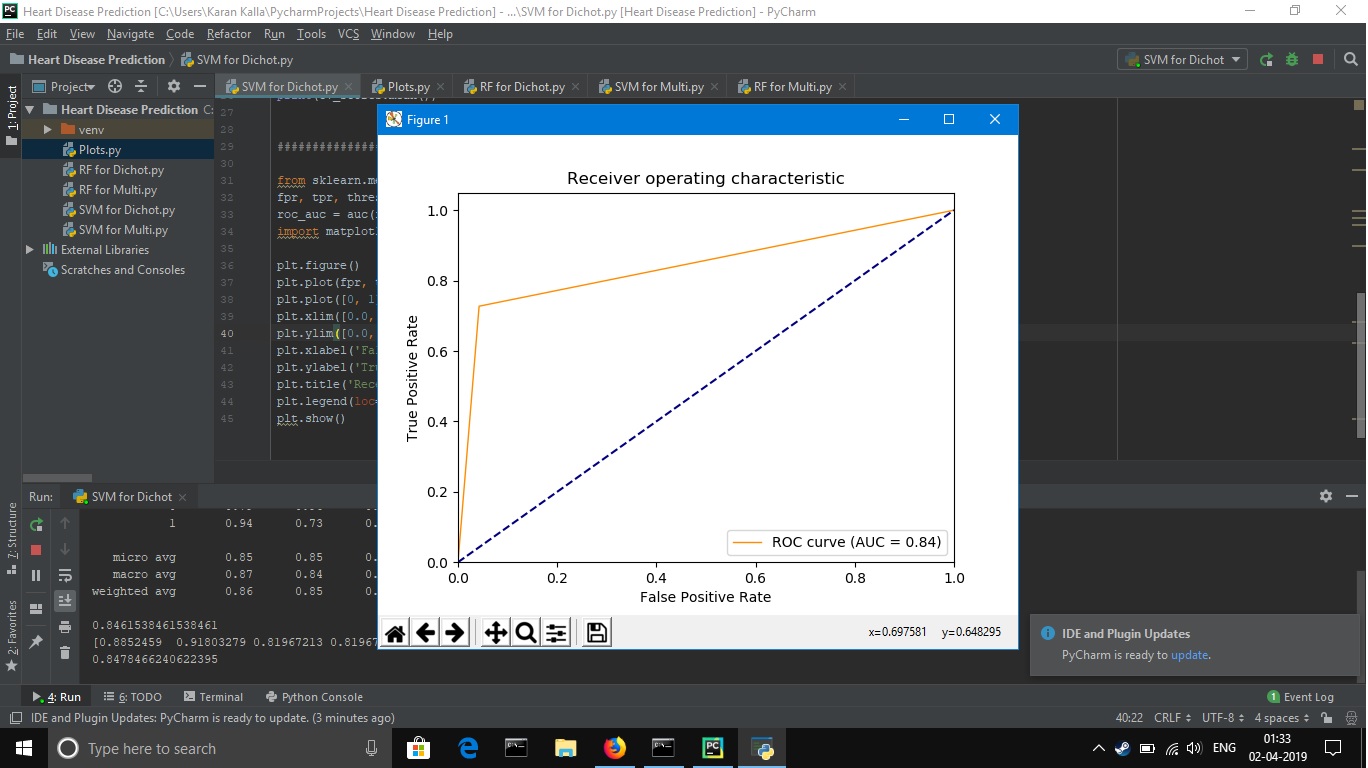 Heart Disease Prediction [C:\Users\Karan Kalla\PycharmProjects\Heart Disease Prediction] - ...\SVM for Dichot.py [Heart Disease Prediction] - PyCharm
File Edit View Navigate Code Refactor Run Tools VCS Window Help
Heart Disease Prediction SVM for Dichot.py SVM for Dichot
Project SVM for Dichot.py Plots.py RF for Dichot.py SVM for Multi.py RF for Multi.py
1: Project
Heart Disease Prediction C:
venv
Plots.py
RF for Dichot.py
RF for Multi.py
SVM for Dichot.py
SVM for Multi.py
External Libraries
Scratches and Consoles
27
28
29 ##############
30
31 from sklearn.me
32 fpr, tpr, thres
33 roc_auc = auc(
34 import matplotl
35
36 plt.figure()
37 plt.plot(fpr,
38 plt.plot([0, 1
39 plt.xlim([0.0,
40 plt.ylim([0.0,
41 plt.xlabel('Fa
42 plt.ylabel('Tr
43 plt.title('Rece
44 plt.legend(loc=
45 plt.show()
Figure 1
Receiver operating characteristic
1.0
0.8
0.6
0.4
0.2
0.0
True Positive Rate
ROC curve (AUC = 0.84)
0.0 0.2 0.4 0.6 0.8 1.0
False Positive Rate
x=0.697581 y=0.648295
Run: SVM for Dichot
1 0.94 0.73 0.
micro avg 0.85 0.85 0.
macro avg 0.87 0.84 0.
weighted avg 0.86 0.85 0.
0.8461538461538461
[0.8852459 0.91803279 0.81967213 0.81967
0.8478466240622395
7: Structure
2: Favorites
IDE and Plugin Updates
PyCharm is ready to update.
4: Run 6: TODO Terminal Python Console 1 Event Log
IDE and Plugin Updates: PyCharm is ready to update. (3 minutes ago) 40:22 CRLF UTF-8 4 spaces
Type here to search
ENG
01:33
02-04-2019